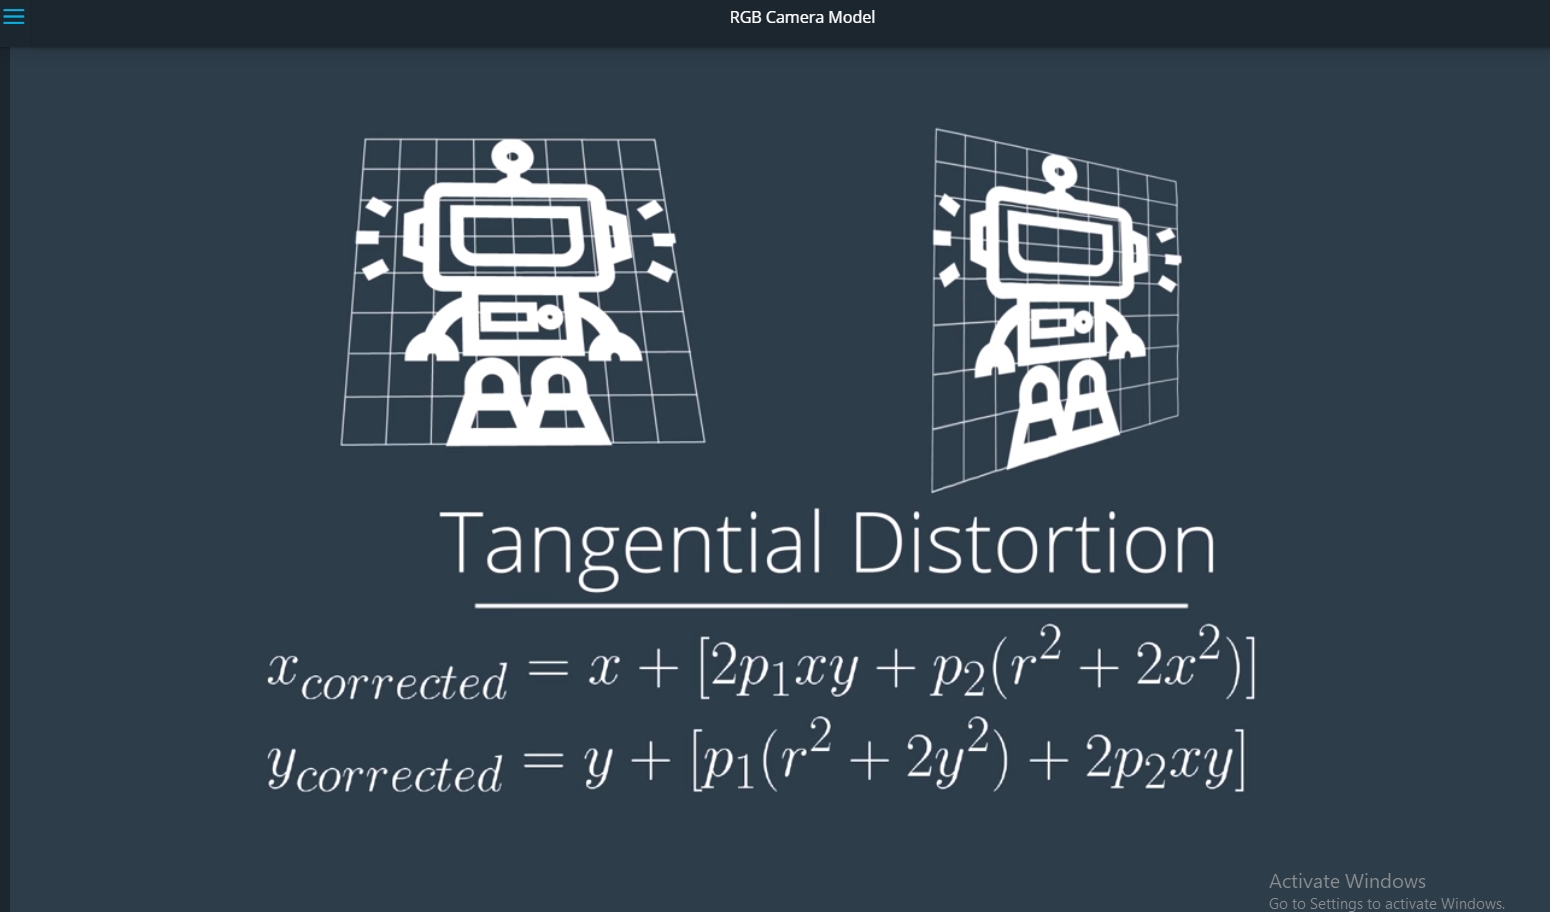 RGB Camera Model
Tangential Distortion
x_{corrected} = x + [2p_1xy + p_2(r^2 + 2x^2)]
y_{corrected} = y + [p_1(r^2 + 2y^2) + 2p_2xy]
Activate Windows
Go to Settings to activate Windows.